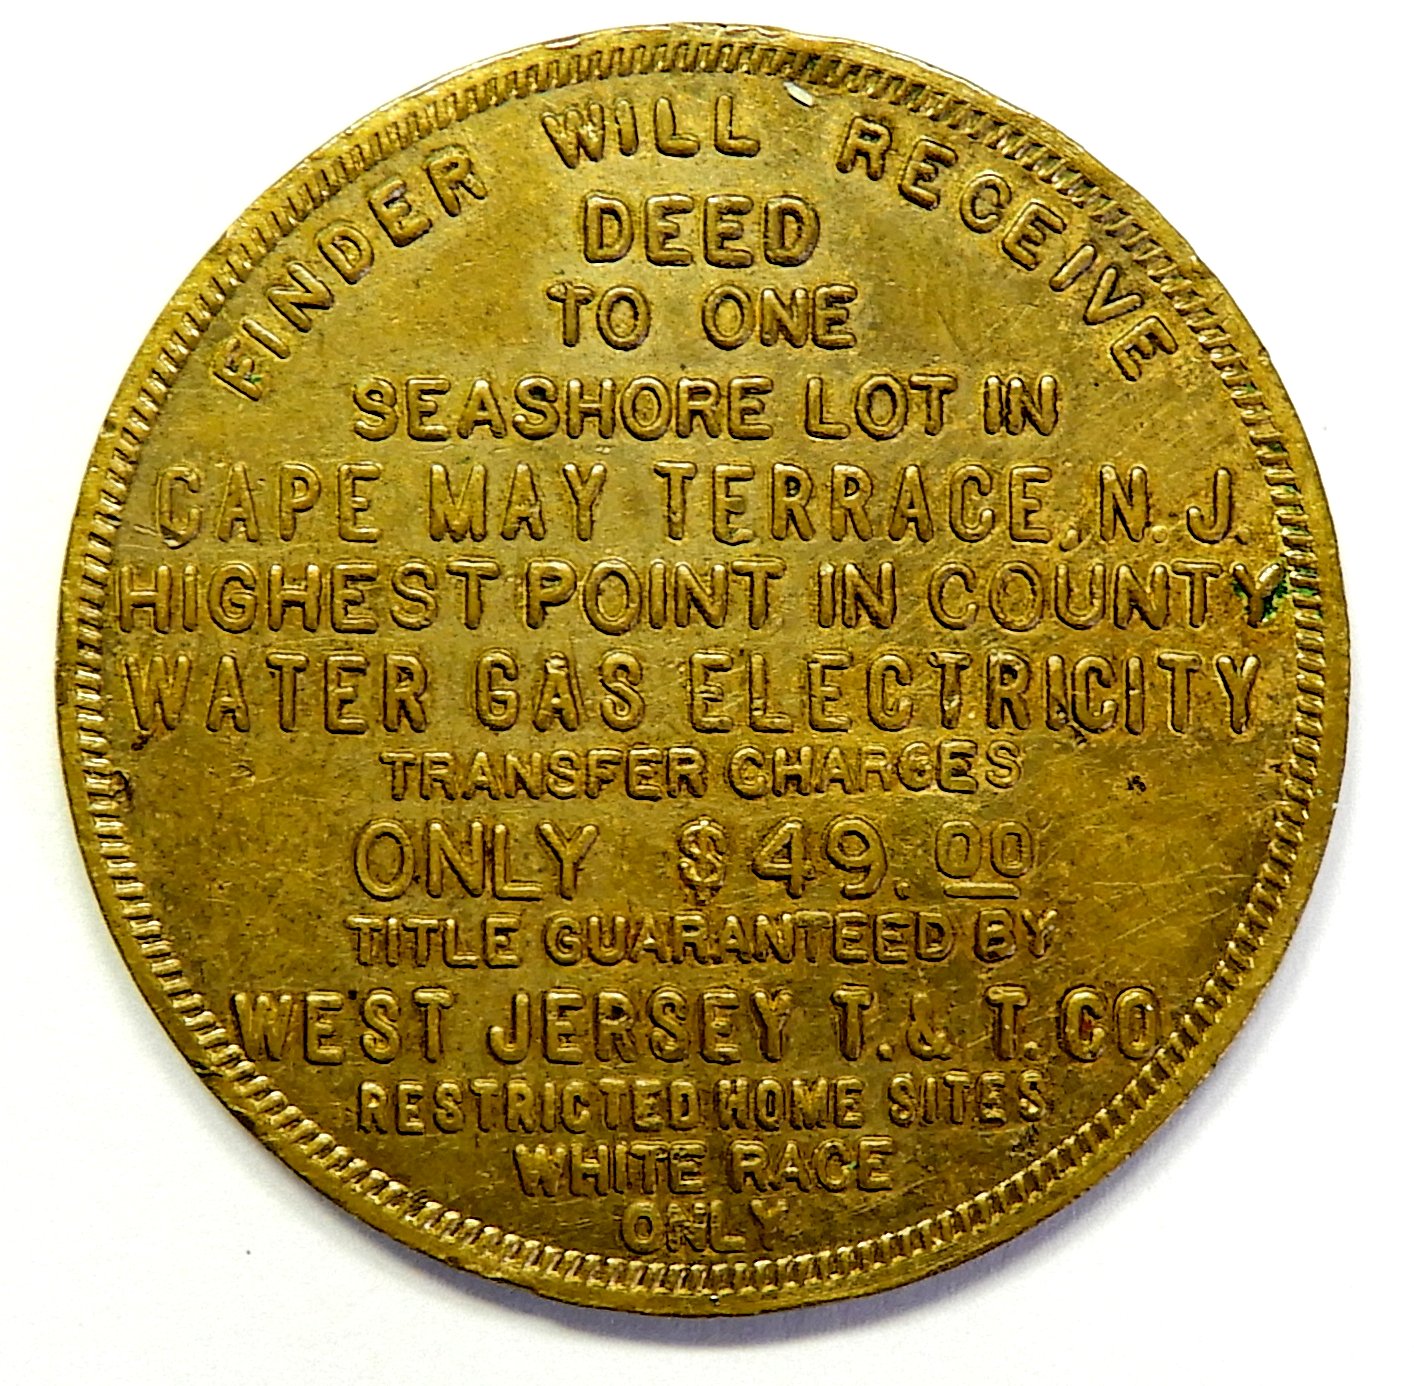 FINDER WILL RECEIVE
DEED
TO ONE
SEASHORE LOT IN
CAPE MAY TERRACE, N.J.
HIGHEST POINT IN COUNTY
WATER GAS ELECTRICITY
TRANSFER CHARGES
ONLY $49.00
TITLE GUARANTEED BY
WEST JERSEY T. & T. CO
RESTRICTED HOME SITES
WHITE RACE
ONLY